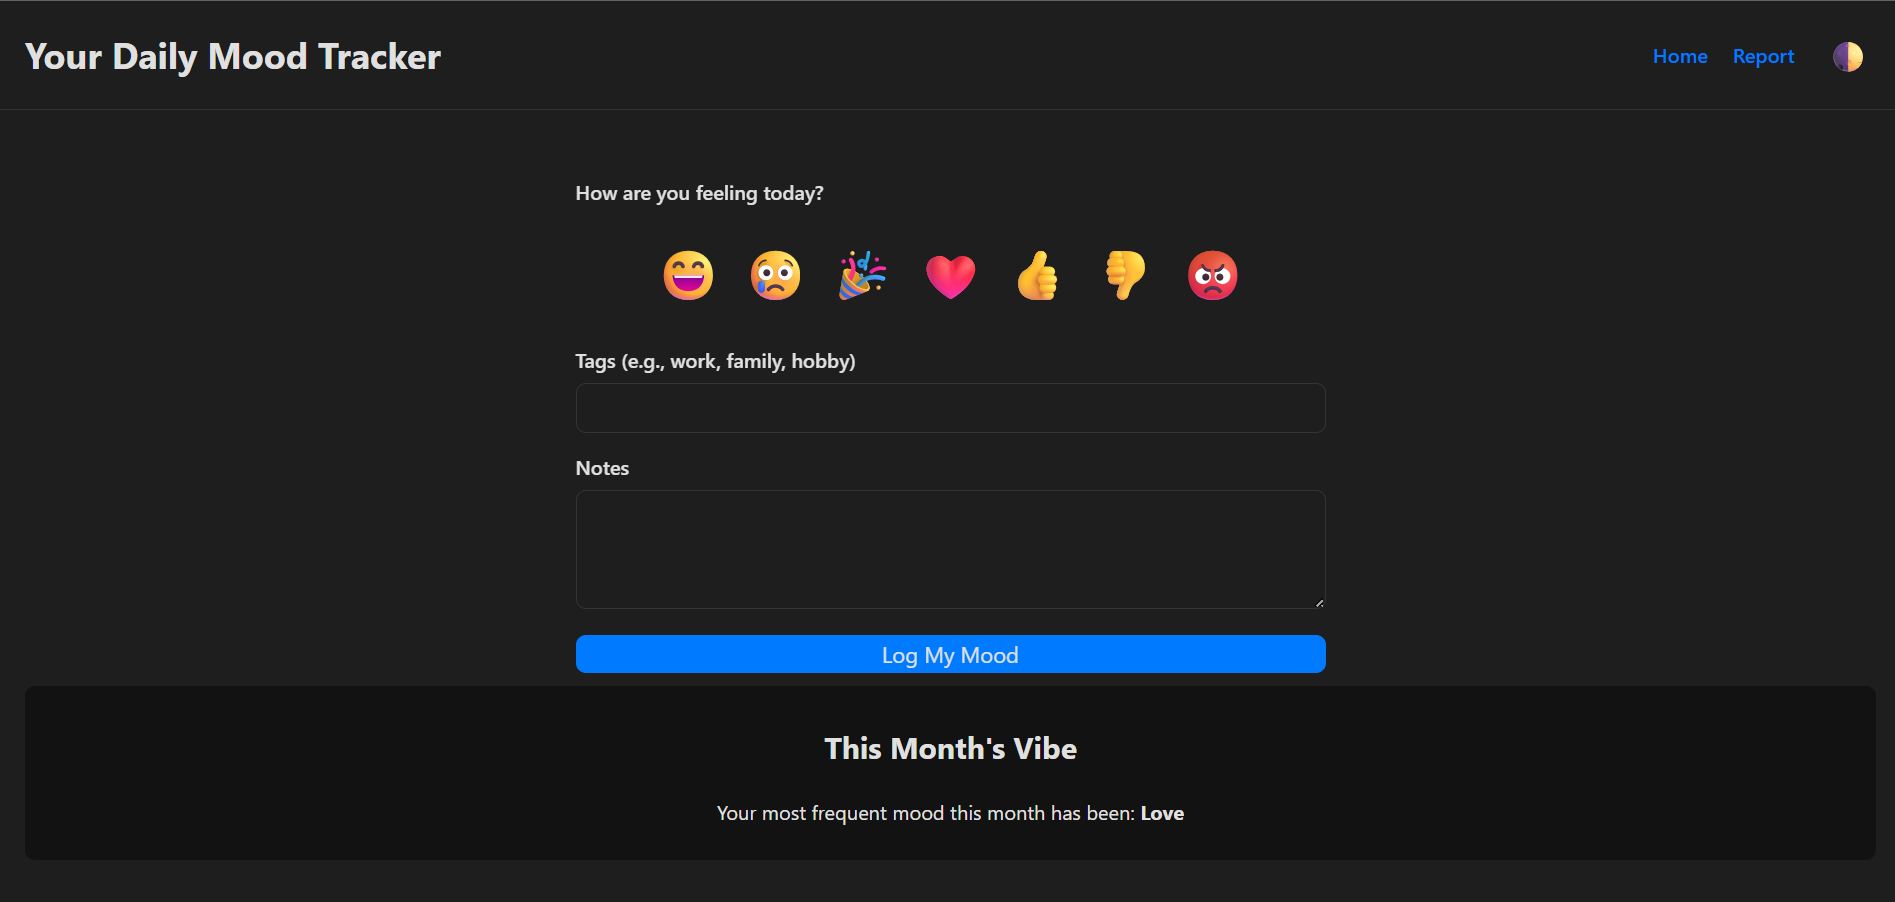 Your Daily Mood Tracker
Home Report
How are you feeling today?
Tags (e.g., work, family, hobby)
Notes
Log My Mood
This Month's Vibe
Your most frequent mood this month has been: Love